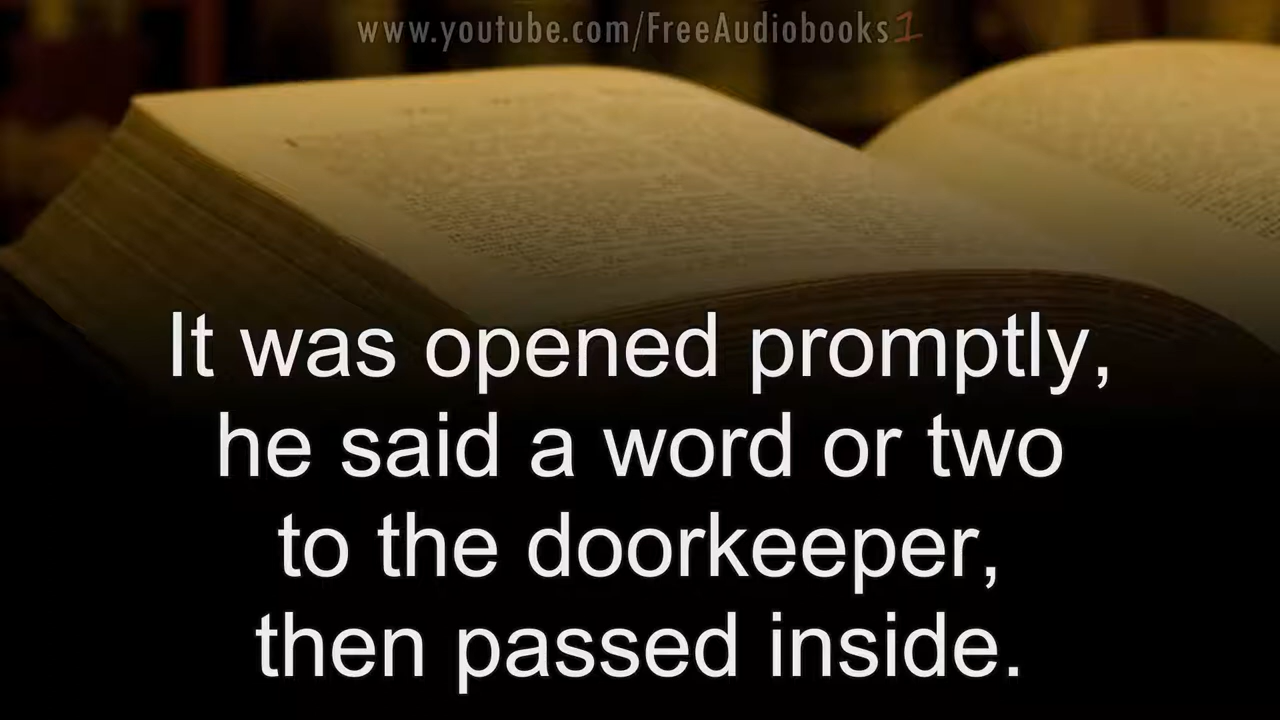 www.youtube.com/FreeAudiobooks1
It was opened promptly,
he said a word or two
to the doorkeeper,
then passed inside.